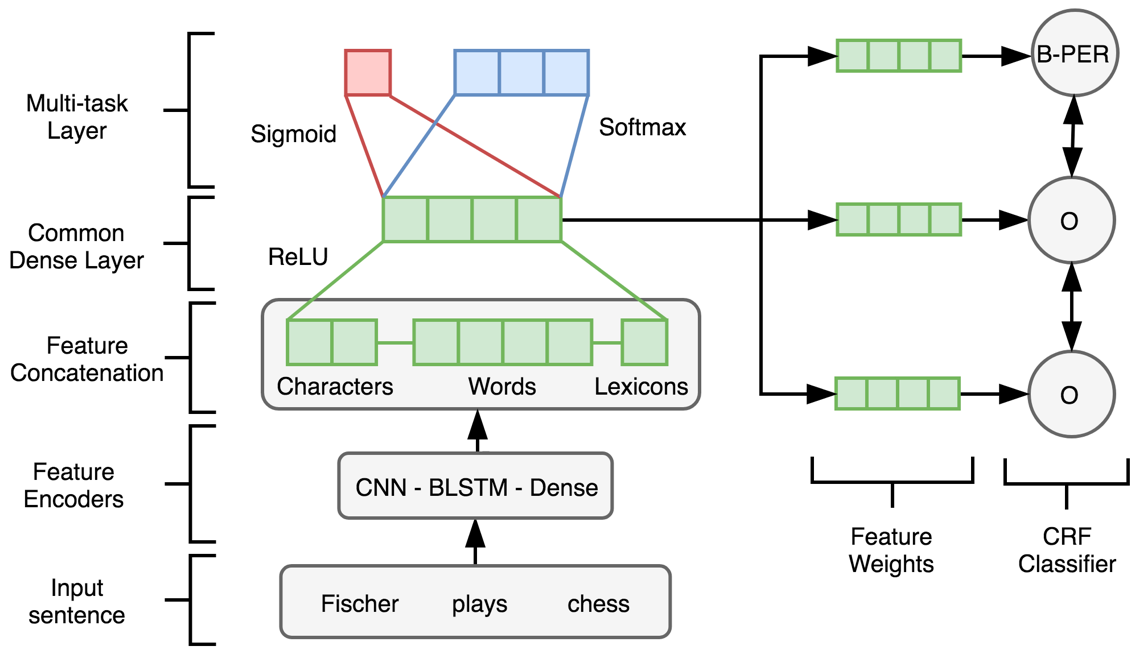 Multi-task
Layer
Sigmoid
Softmax
Common
Dense Layer
ReLU
Feature
Concatenation
Characters
Words
Lexicons
Feature
Encoders
CNN - BLSTM - Dense
Input
sentence
Fischer
plays
chess
B-PER
O
O
Feature
Weights
CRF
Classifier